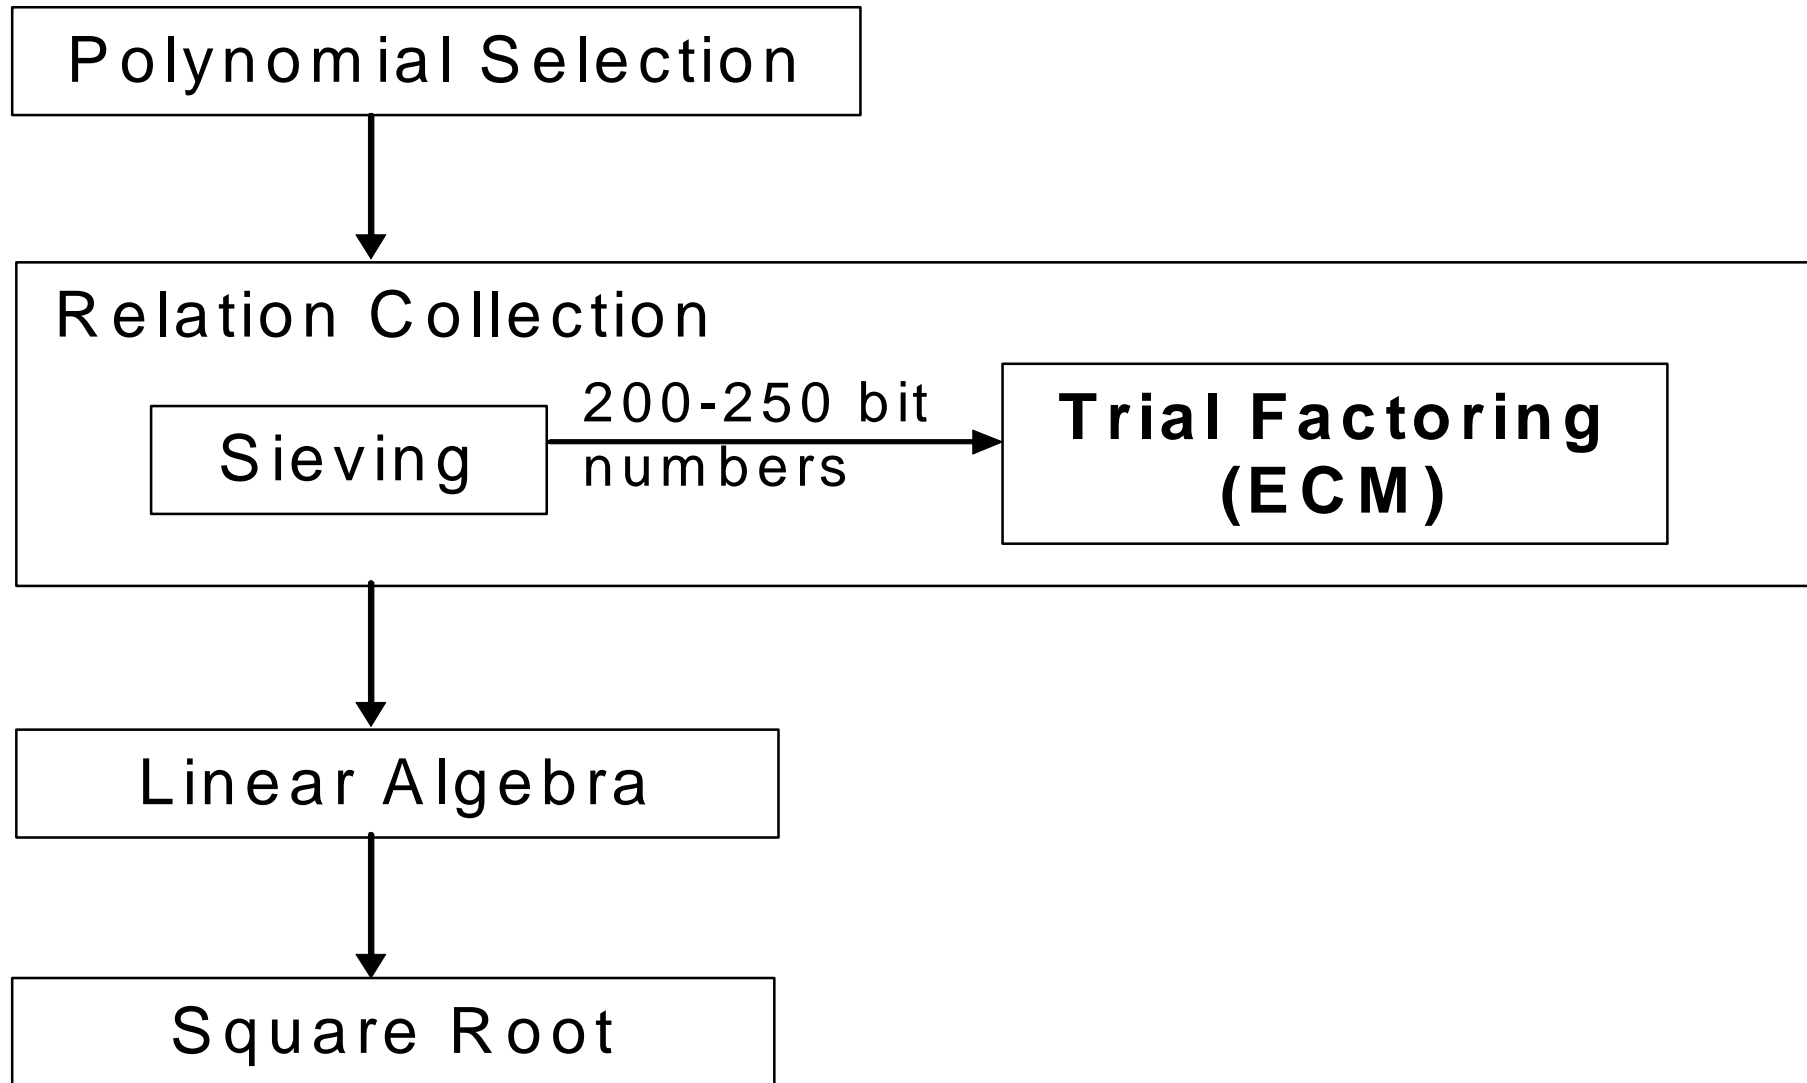 Polynomial Selection
Relation Collection
Sieving
200-250 bit
numbers
Trial Factoring
(ECM)
Linear Algebra
Square Root